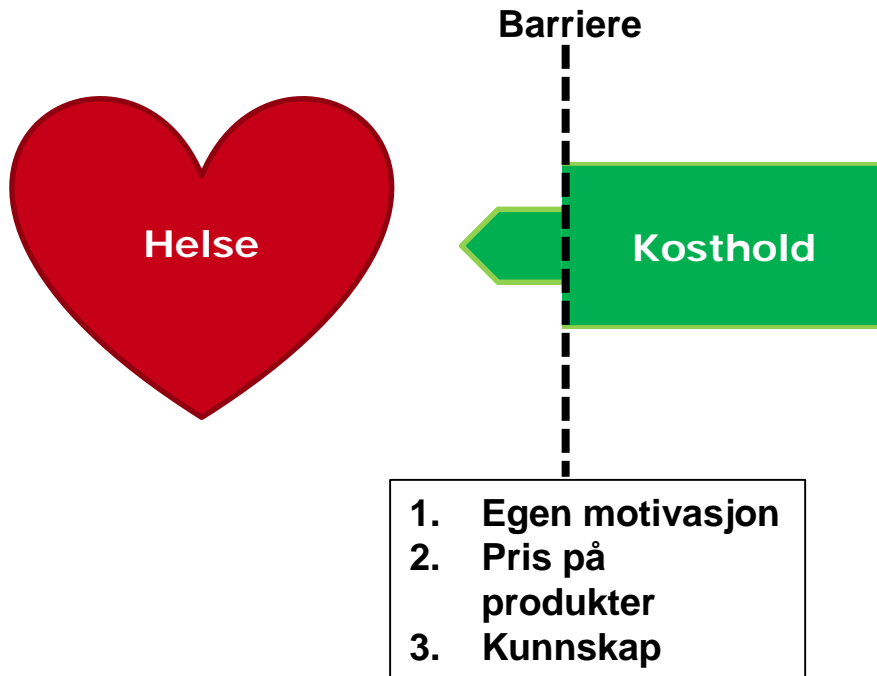 Barriere
Helse
Kosthold
1. Egen motivasjon
2. Pris på
produkter
3. Kunnskap